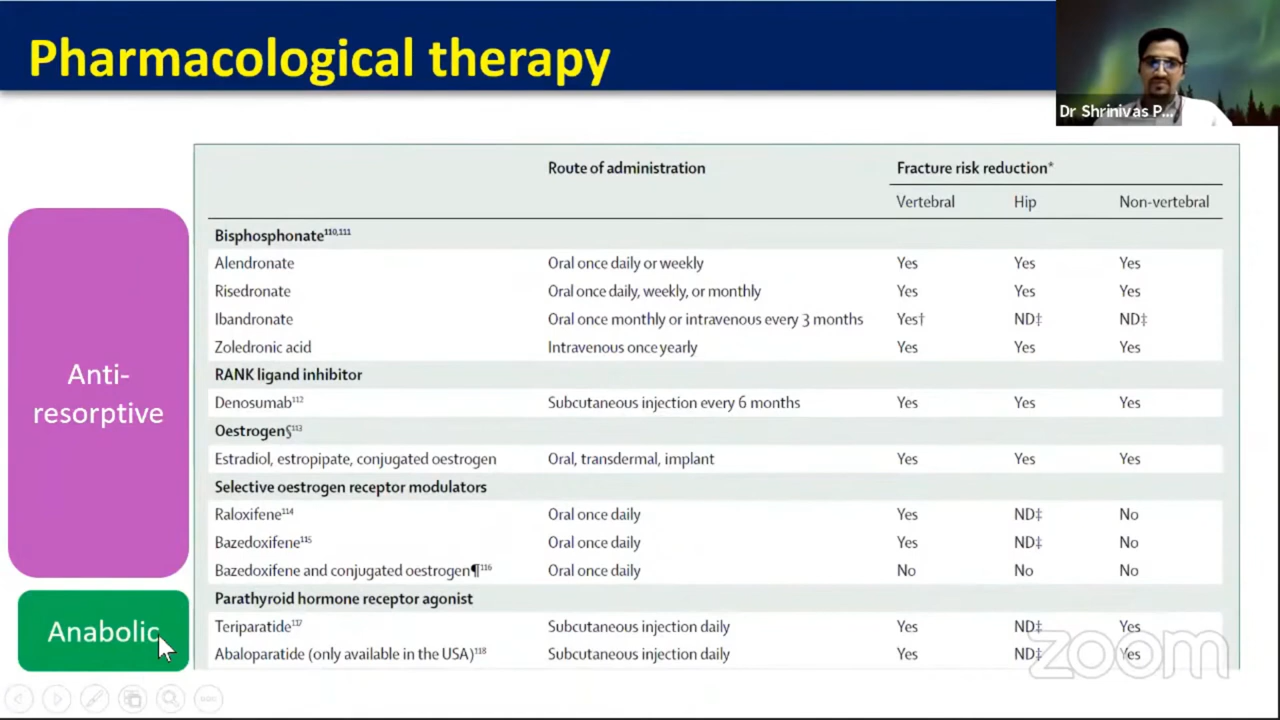 Pharmacological therapy
Dr Shrinivas P...
Route of administration Fracture risk reduction*
Vertebral Hip Non-vertebral
Bisphosphonate¹¹⁰,¹¹¹
Alendronate Oral once daily or weekly Yes Yes Yes
Risedronate Oral once daily, weekly, or monthly Yes Yes Yes
Ibandronate Oral once monthly or intravenous every 3 months Yes† ND‡ ND‡
Zoledronic acid Intravenous once yearly Yes Yes Yes
RANK ligand inhibitor
Denosumab¹¹² Subcutaneous injection every 6 months Yes Yes Yes
Oestrogen§¹¹³
Estradiol, estropipate, conjugated oestrogen Oral, transdermal, implant Yes Yes Yes
Selective oestrogen receptor modulators
Raloxifene¹¹⁴ Oral once daily Yes ND‡ No
Bazedoxifene¹¹⁵ Oral once daily Yes ND‡ No
Bazedoxifene and conjugated oestrogen¶¹¹⁶ Oral once daily No No No
Parathyroid hormone receptor agonist
Teriparatide¹¹⁷ Subcutaneous injection daily Yes ND‡ Yes
Abaloparatide (only available in the USA)¹¹⁸ Subcutaneous injection daily Yes ND‡ Yes
Anti-
resorptive
Anabolic
zoom